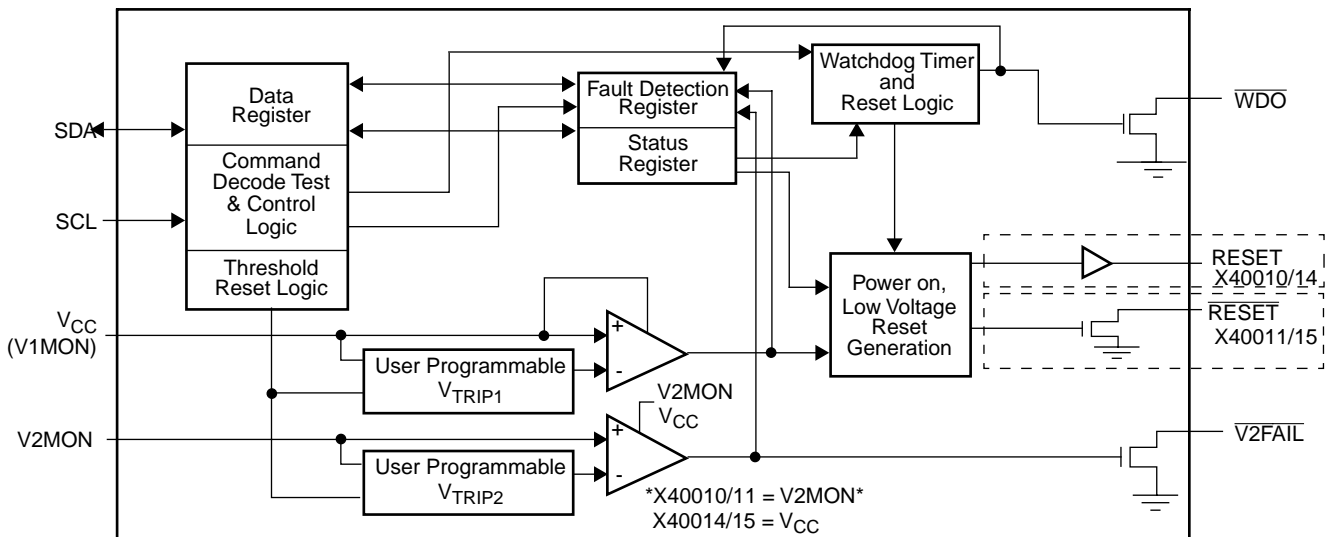 SDA
SCL
Data
Register
Command
Decode Test
& Control
Logic
Threshold
Reset Logic
Fault Detection
Register
Status
Register
Watchdog Timer
and
Reset Logic
WDO
Power on,
Low Voltage
Reset
Generation
RESET
X40010/14
RESET
X40011/15
VCC
(V1MON)
+
-
User Programmable
VTRIP1
V2MON
VCC
V2MON
+
-
User Programmable
VTRIP2
*X40010/11 = V2MON*
X40014/15 = VCC
V2FAIL